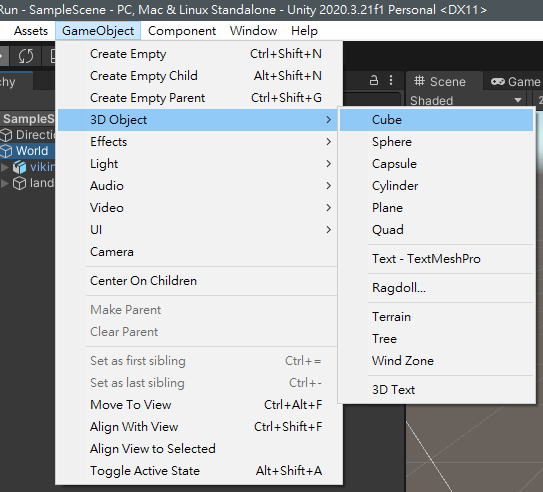 Run - SampleScene - PC, Mac & Linux Standalone - Unity 2020.3.21f1 Personal <DX11>
Assets GameObject Component Window Help
Create Empty Ctrl+Shift+N
Create Empty Child Alt+Shift+N
Create Empty Parent Ctrl+Shift+G
3D Object
Effects
Light
Audio
Video
UI
Camera
Center On Children
Make Parent
Clear Parent
Set as first sibling Ctrl+=
Set as last sibling Ctrl+-
Move To View Ctrl+Alt+F
Align With View Ctrl+Shift+F
Align View to Selected
Toggle Active State Alt+Shift+A
Cube
Sphere
Capsule
Cylinder
Plane
Quad
Text - TextMeshPro
Ragdoll...
Terrain
Tree
Wind Zone
3D Text
Scene Game
Shaded
chy
SampleS
Directi
World
vikin
land